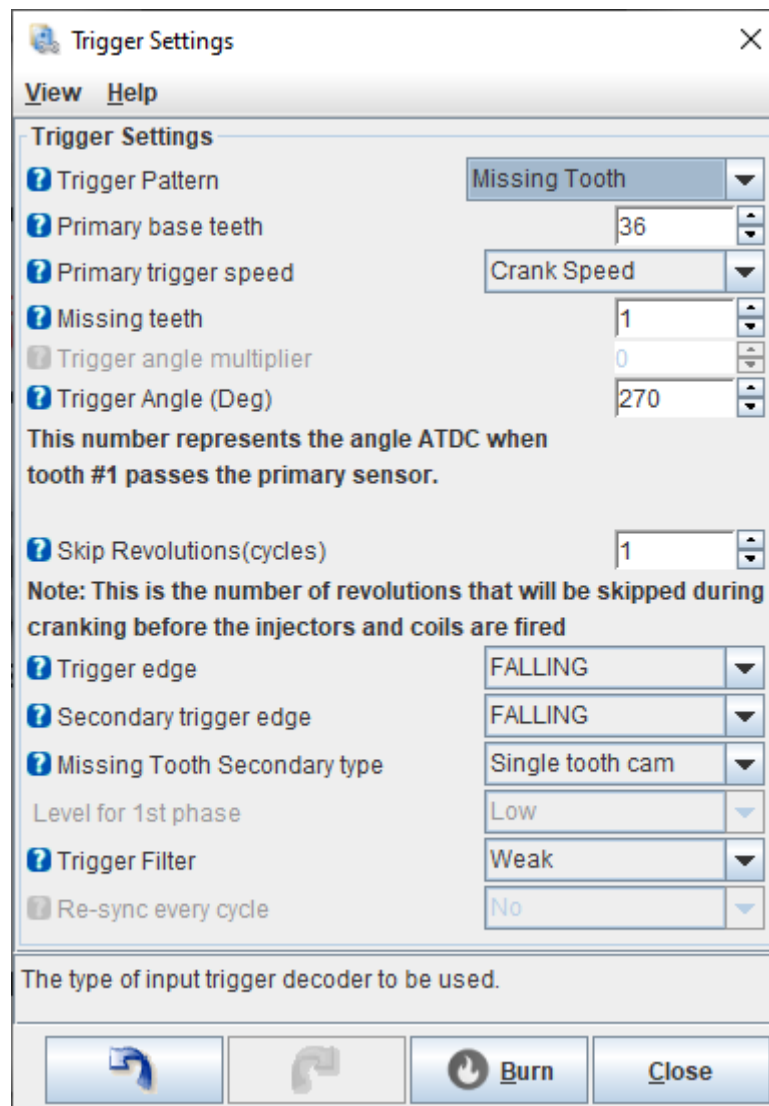 Trigger Settings
View Help
Trigger Settings
? Trigger Pattern Missing Tooth
? Primary base teeth 36
? Primary trigger speed Crank Speed
? Missing teeth 1
? Trigger angle multiplier 0
? Trigger Angle (Deg) 270
This number represents the angle ATDC when
tooth #1 passes the primary sensor.
? Skip Revolutions(cycles) 1
Note: This is the number of revolutions that will be skipped during
cranking before the injectors and coils are fired
? Trigger edge FALLING
? Secondary trigger edge FALLING
? Missing Tooth Secondary type Single tooth cam
Level for 1st phase Low
? Trigger Filter Weak
? Re-sync every cycle No
The type of input trigger decoder to be used.
Burn Close